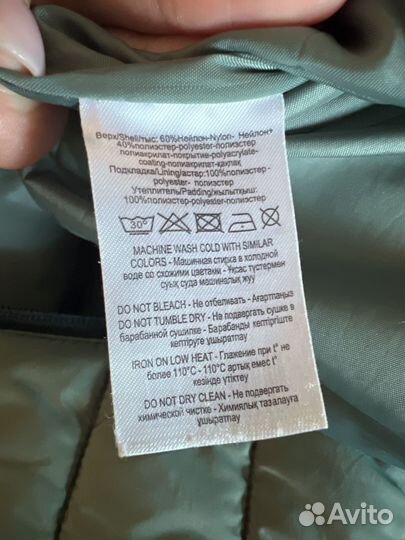 Верх/Shell/тыс: 60%Нейлон-Nylon- Нейлон+
40%полиэстер-polyester-полиэстер
полиакрилат-покрытие-polyacrylate-
coating-полиакрилат-қаптақ
Подкладка/Lining/астар: 100%полиэстер-
polyester- полиэстер
Утеплитель/Padding/жылытқыш:
100%полиэстер-polyester-полиэстер
30°
MACHINE WASH COLD WITH SIMILAR
COLORS - Машинная стирка в холодной
воде со схожими цветами - Ұқсас түстермен
суық суда машиналық жуу
DO NOT BLEACH - Не отбеливать - Ағартпаңыз
DO NOT TUMBLE DRY - Не подвергать сушке в
барабанной сушилке - Барабанды кептіргіште
кептіруге ұшыратпау
IRON ON LOW HEAT - Глажение при t° не
более 110°C - 110°C артық емес t°
кезінде үтіктеу
DO NOT DRY CLEAN - Не подвергать
химической чистке - Химиялық тазалауға
ұшыратпау
Avito